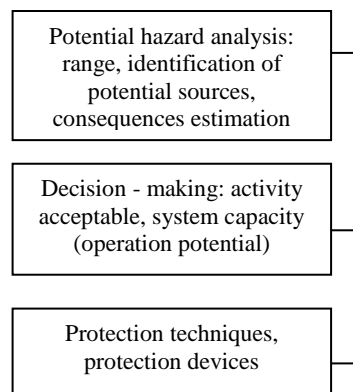 Potential hazard analysis:
range, identification of
potential sources,
consequences estimation
Decision - making: activity
acceptable, system capacity
(operation potential)
Protection techniques,
protection devices